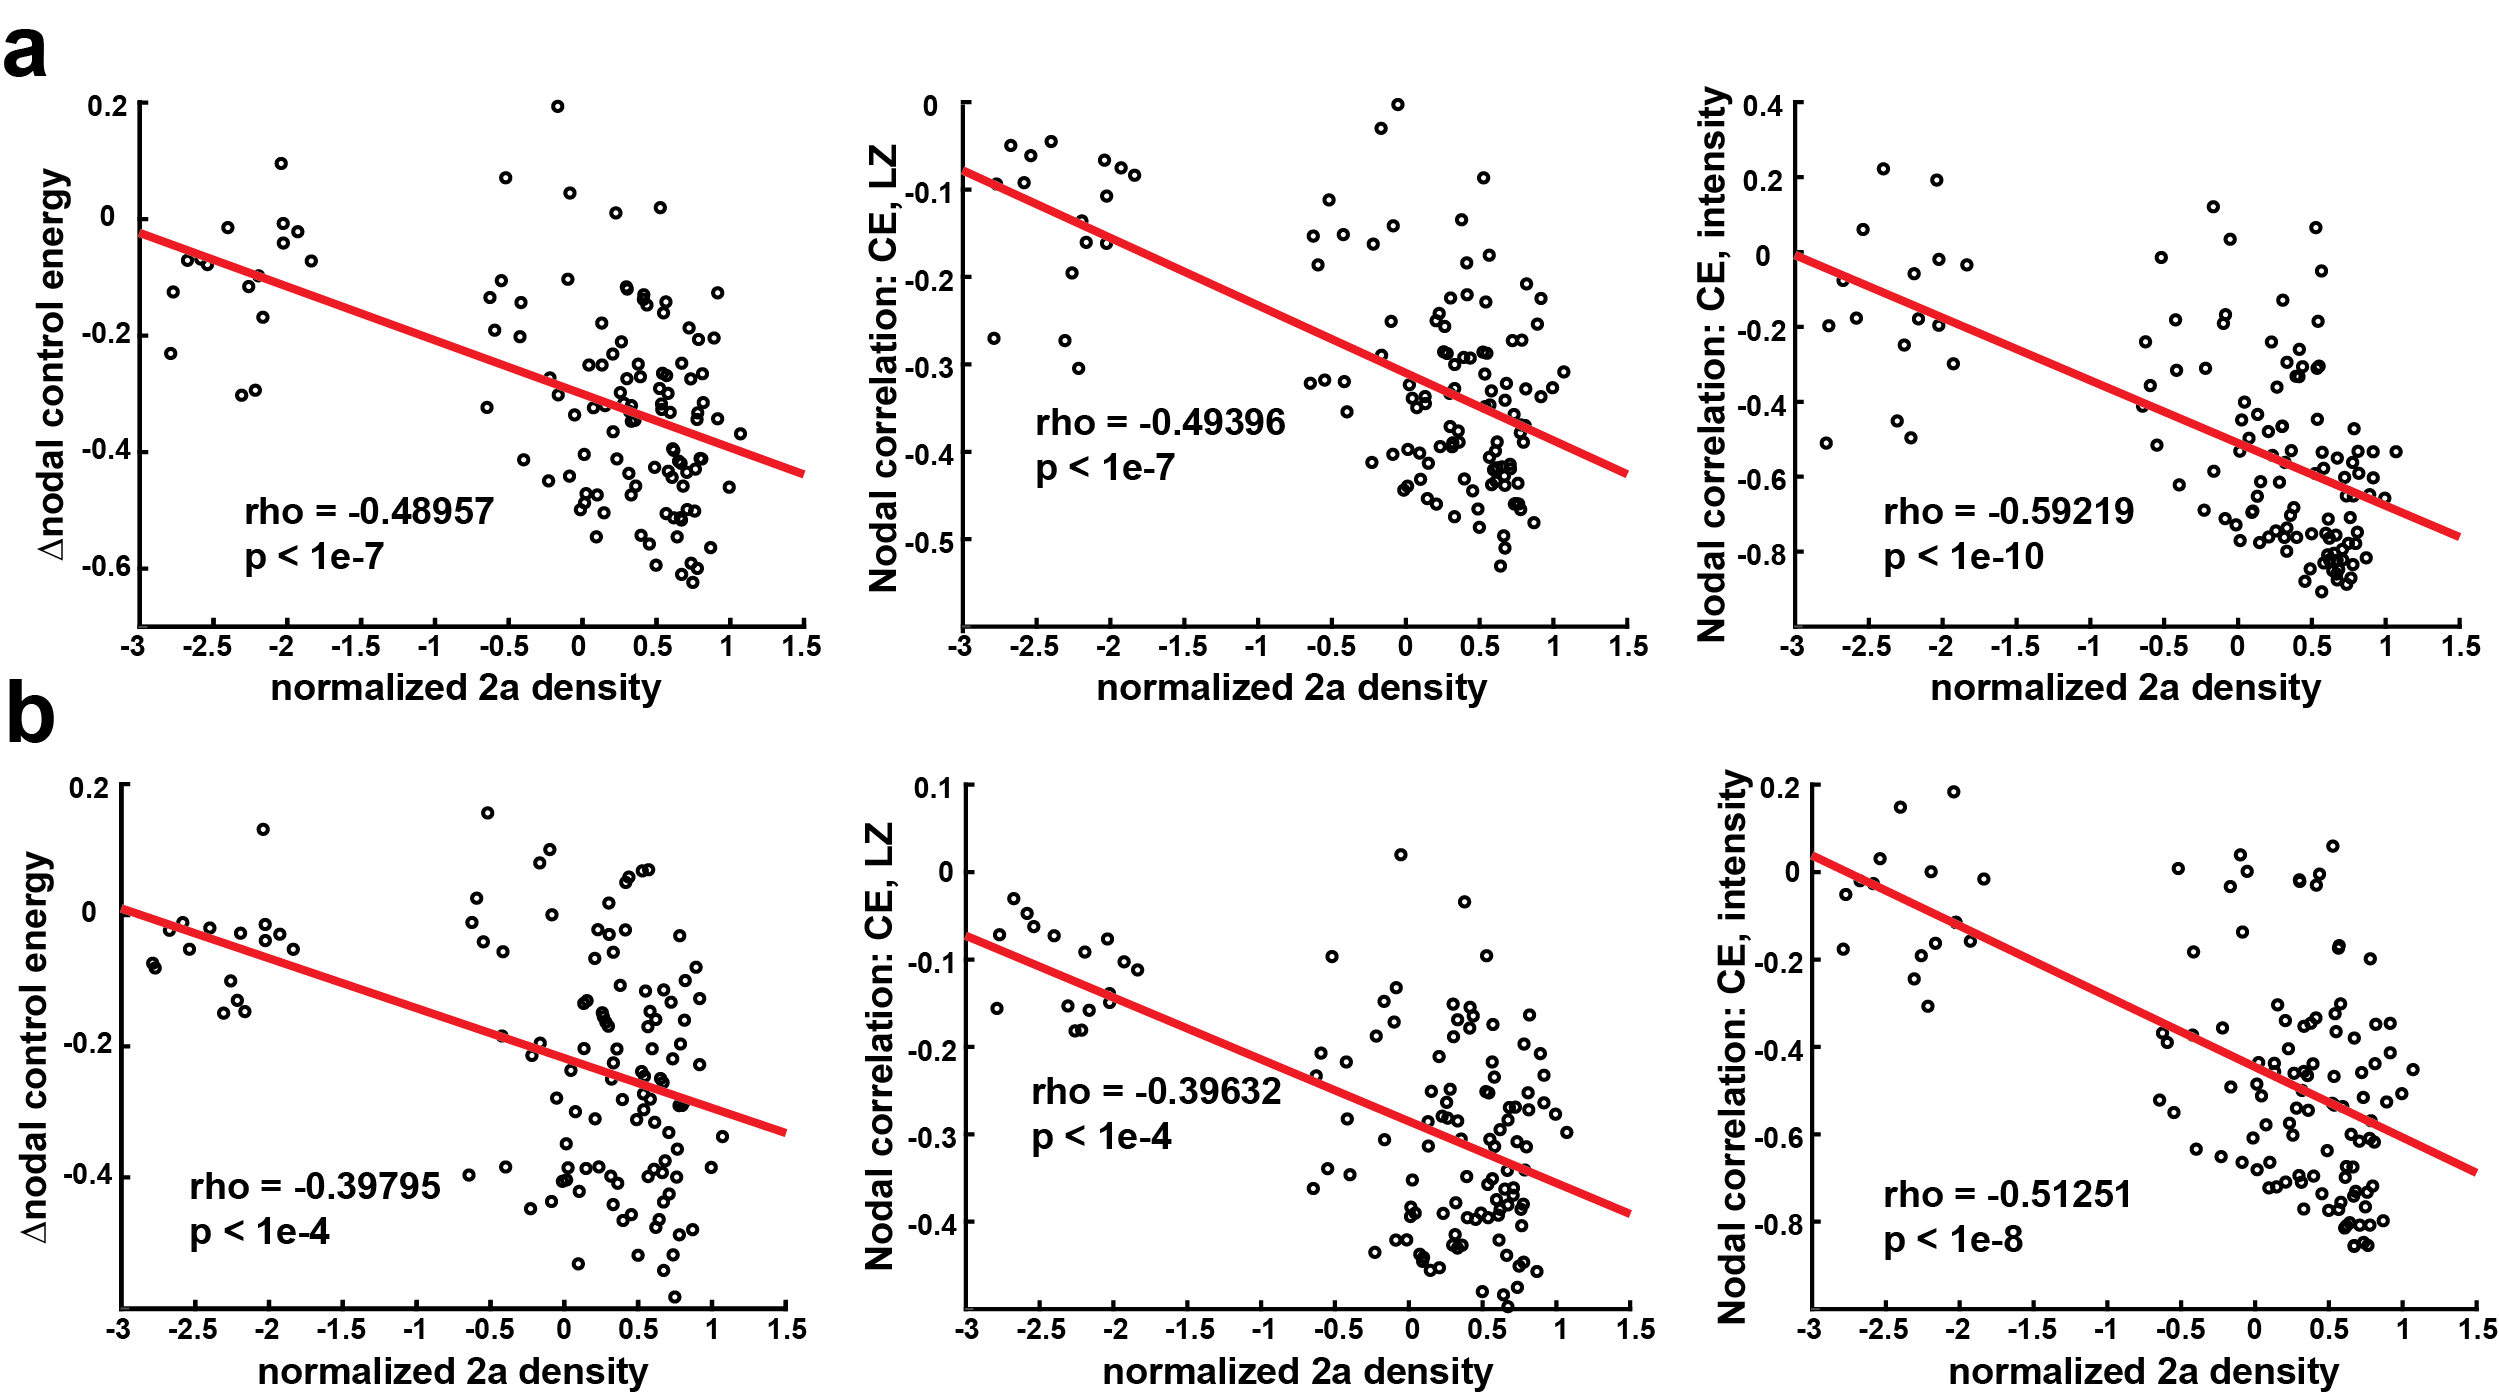 a
Δnodal control energy
0.2
0
-0.2
-0.4
-0.6
rho = -0.48957
p < 1e-7
-3 -2.5 -2 -1.5 -1 -0.5 0 0.5 1 1.5
normalized 2a density
Nodal correlation: CE, LZ
0
-0.1
-0.2
-0.3
-0.4
-0.5
rho = -0.49396
p < 1e-7
-3 -2.5 -2 -1.5 -1 -0.5 0 0.5 1 1.5
normalized 2a density
Nodal correlation: CE, intensity
0.4
0.2
0
-0.2
-0.4
-0.6
-0.8
rho = -0.59219
p < 1e-10
-3 -2.5 -2 -1.5 -1 -0.5 0 0.5 1 1.5
normalized 2a density
b
Δnodal control energy
0.2
0
-0.2
-0.4
rho = -0.39795
p < 1e-4
-3 -2.5 -2 -1.5 -1 -0.5 0 0.5 1 1.5
normalized 2a density
Nodal correlation: CE, LZ
0.1
0
-0.1
-0.2
-0.3
-0.4
rho = -0.39632
p < 1e-4
-3 -2.5 -2 -1.5 -1 -0.5 0 0.5 1 1.5
normalized 2a density
Nodal correlation: CE, intensity
0.2
0
-0.2
-0.4
-0.6
-0.8
rho = -0.51251
p < 1e-8
-3 -2.5 -2 -1.5 -1 -0.5 0 0.5 1 1.5
normalized 2a density